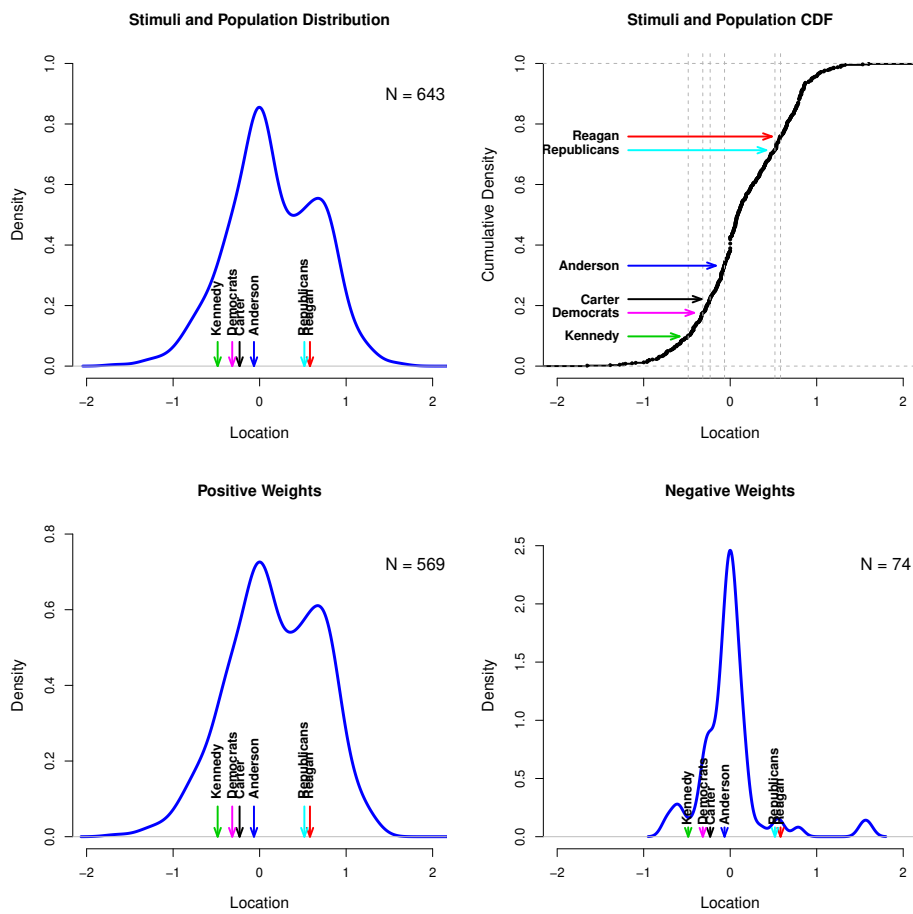 Stimuli and Population Distribution
N = 643
Density
0.0
0.2
0.4
0.6
0.8
1.0
Kennedy
Democrats
Carter
Anderson
Republicans
Reagan
−2
−1
0
1
2
Location
Stimuli and Population CDF
Cumulative Density
0.0
0.2
0.4
0.6
0.8
1.0
Reagan
Republicans
Anderson
Carter
Democrats
Kennedy
−2
−1
0
1
2
Location
Positive Weights
N = 569
Density
0.0
0.2
0.4
0.6
0.8
Kennedy
Democrats
Carter
Anderson
Republicans
Reagan
−2
−1
0
1
2
Location
Negative Weights
N = 74
Density
0.0
0.5
1.0
1.5
2.0
2.5
Kennedy
Democrats
Carter
Anderson
Republicans
Reagan
−2
−1
0
1
2
Location